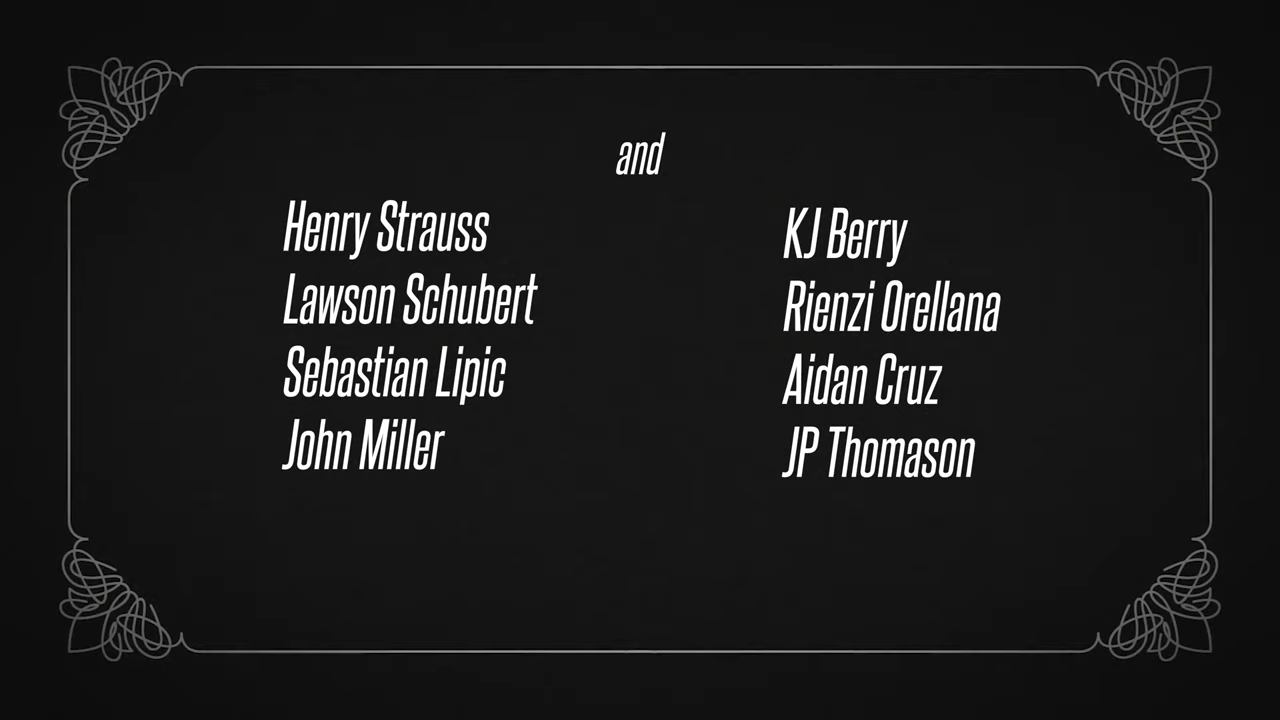 and
Henry Strauss
Lawson Schubert
Sebastian Lipic
John Miller
KJ Berry
Rienzi Orellana
Aidan Cruz
JP Thomason